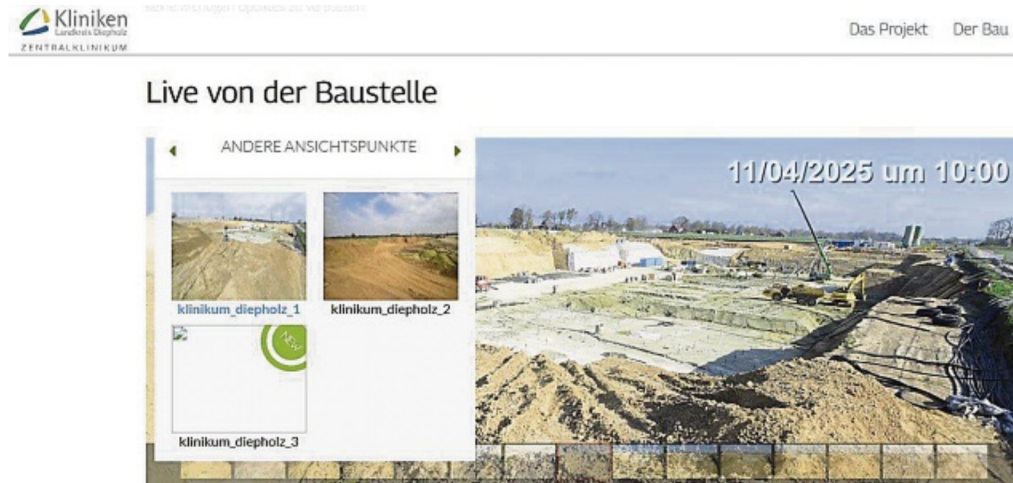 Kliniken
Landkreis Diepholz
ZENTRALKLINIKUM
Das Projekt Der Bau
Live von der Baustelle
ANDERE ANSICHTSPUNKTE
11/04/2025 um 10:00
klinikum_diepholz_1
klinikum_diepholz_2
NEW
klinikum_diepholz_3